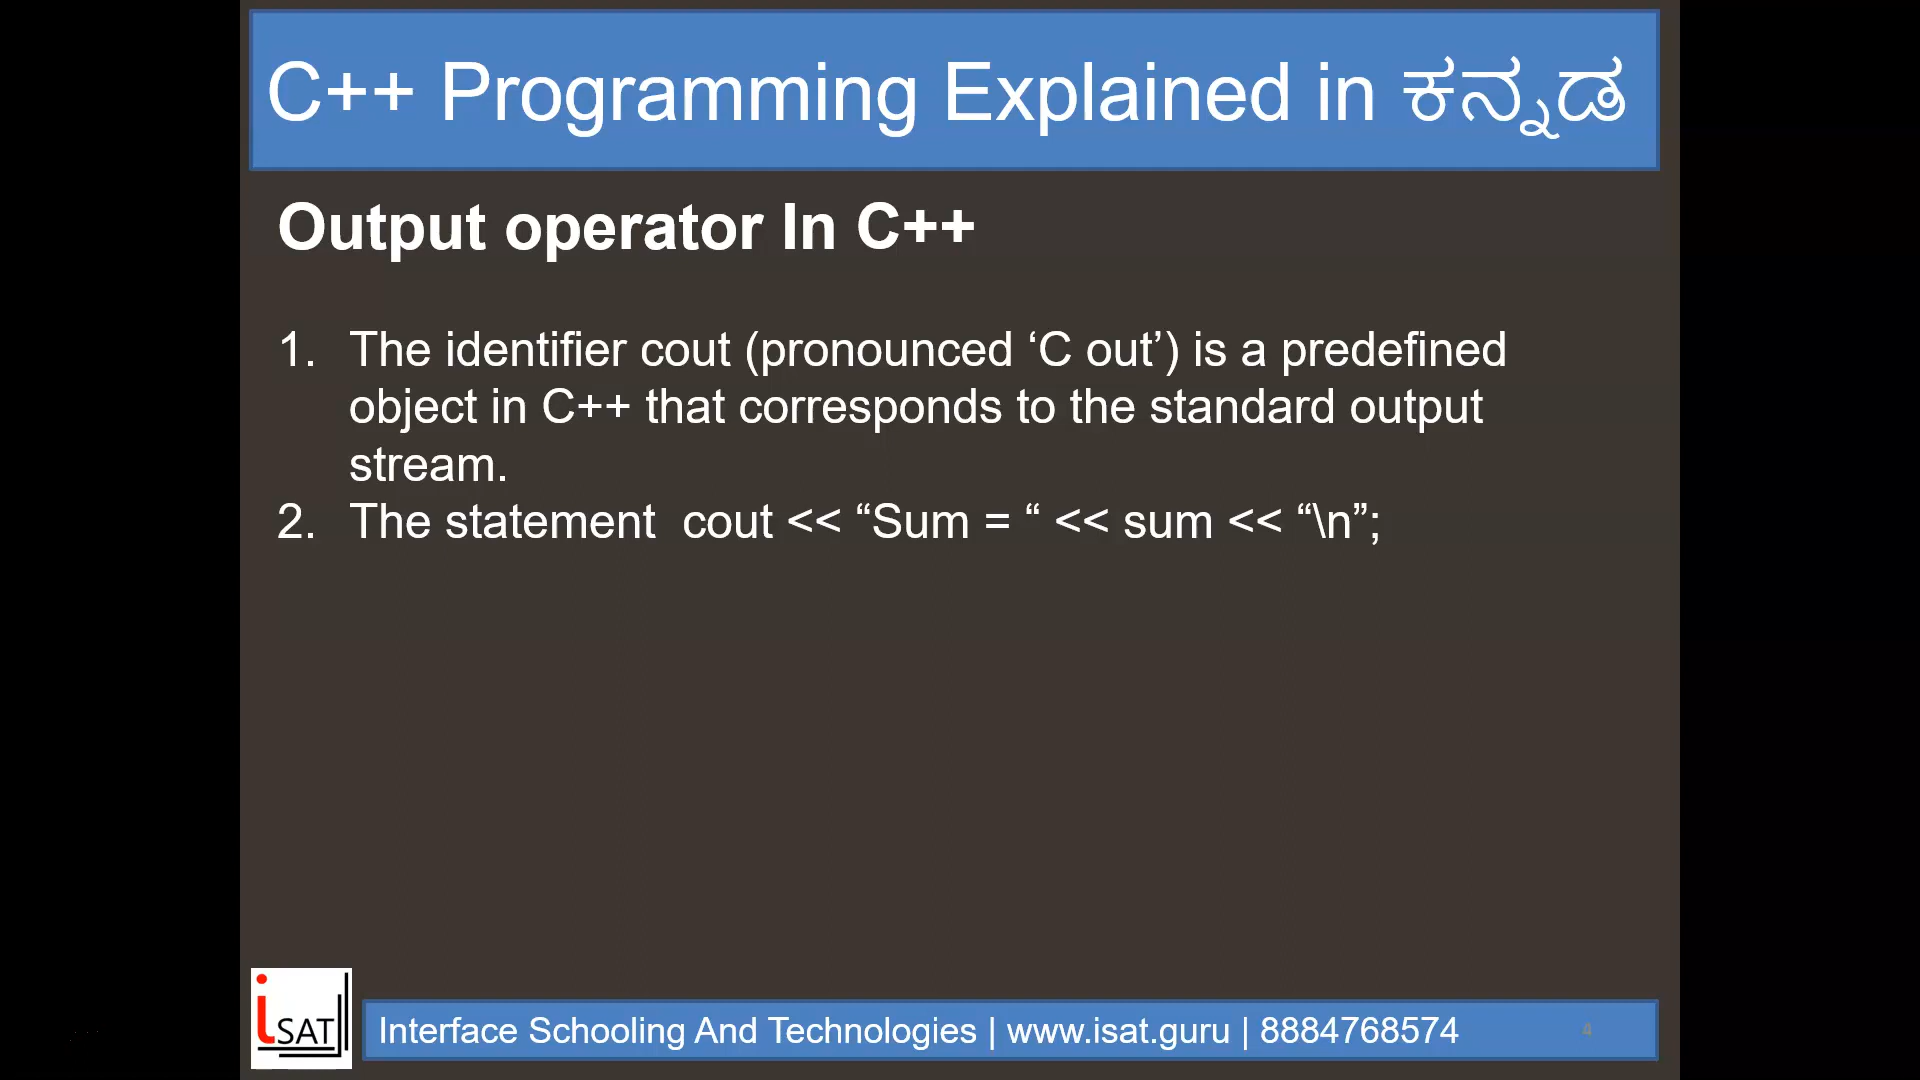 C++ Programming Explained in ಕನ್ನಡ
Output operator In C++
1. The identifier cout (pronounced ‘C out’) is a predefined
object in C++ that corresponds to the standard output
stream.
2. The statement  cout << “Sum = “ << sum << “\n”;
iSAT
Interface Schooling And Technologies | www.isat.guru | 8884768574
4